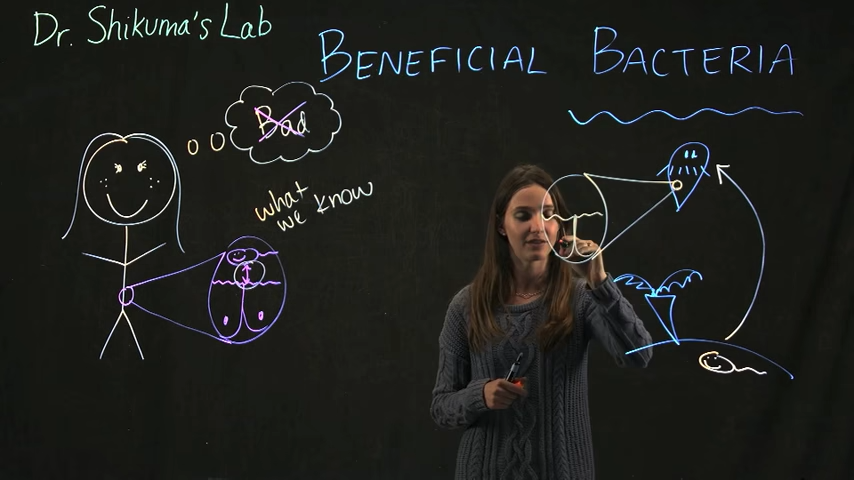 Dr. Shikuma's Lab
BENEFICIAL BACTERIA
Bad
what
we know